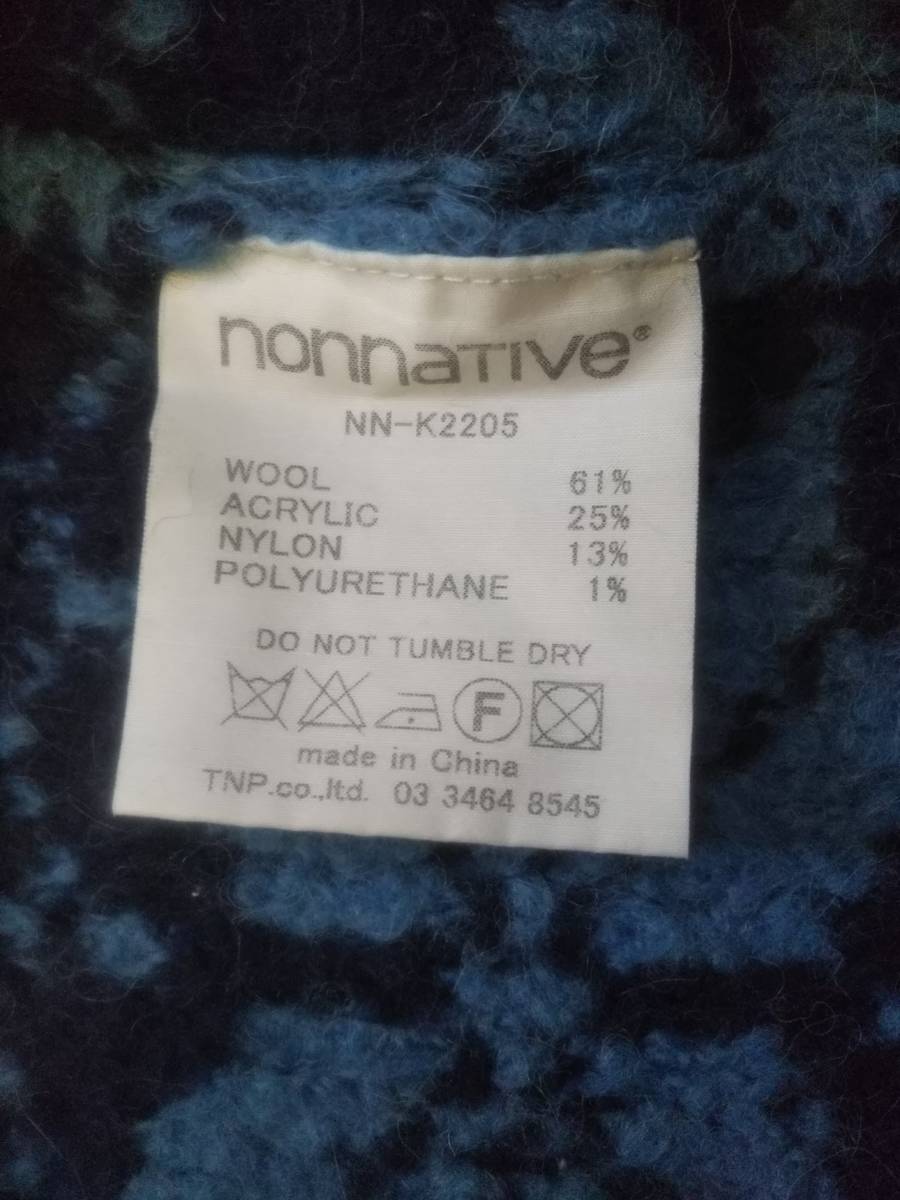 nonnaTIVe®
NN-K2205
WOOL 61%
ACRYLIC 25%
NYLON 13%
POLYURETHANE 1%
DO NOT TUMBLE DRY
F
made in China
TNP.co.,ltd. 03 3464 8545